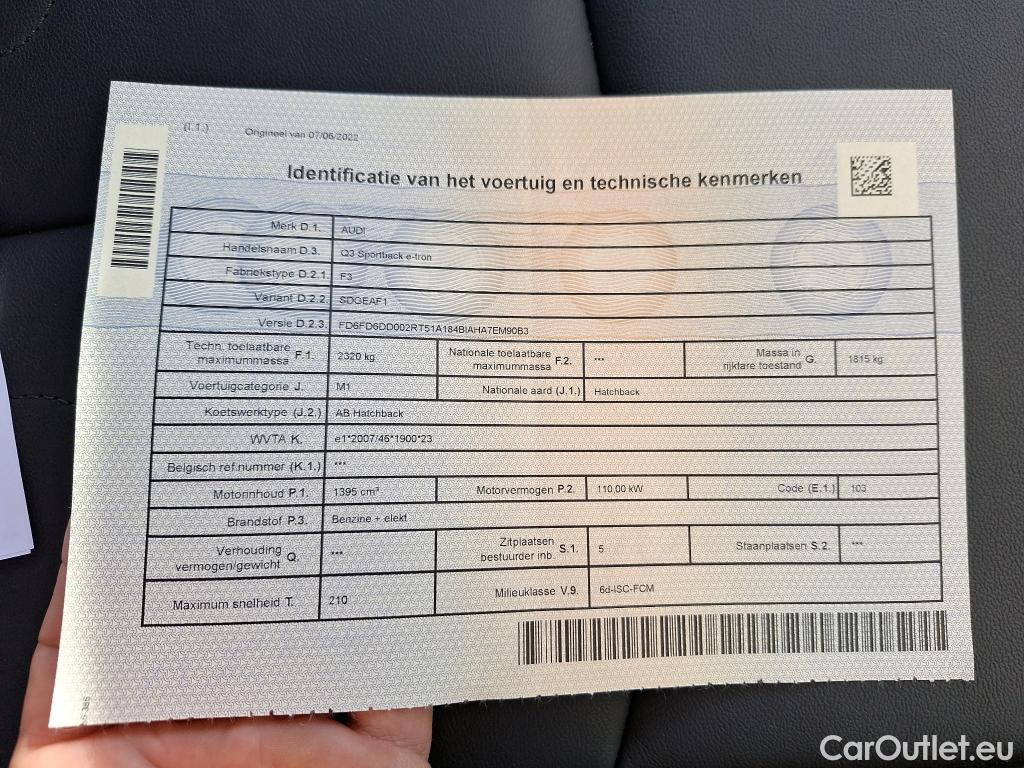 (I.1.) Origineel van 07/06/2022
Identificatie van het voertuig en technische kenmerken
Merk D.1. AUDI
Handelsnaam D.3. Q3 Sportback e-tron
Fabriekstype D.2.1. F3
Variant D.2.2. SDGEAF1
Versie D.2.3. FD6FD6DD002RT51A184BIAHA7EM90B3
Techn. toelaatbare maximummassa F.1. 2320 kg Nationale toelaatbare maximummassa F.2. *** Massa in rijklare toestand G. 1815 kg
Voertuigcategorie J. M1 Nationale aard (J.1.) Hatchback
Koetswerktype (J.2.) AB Hatchback
WVTA K. e1*2007/46*1900*23
Belgisch ref.nummer (K.1.) ***
Motorinhoud P.1. 1395 cm³ Motorvermogen P.2. 110,00 kW Code (E.1.) 103
Brandstof P.3. Benzine + elekt
Verhouding vermogen/gewicht Q. *** Zitplaatsen bestuurder inb. S.1. 5 Staanplaatsen S.2. ***
Maximum snelheid T. 210 Milieuklasse V.9. 6d-ISC-FCM
CarOutlet.eu